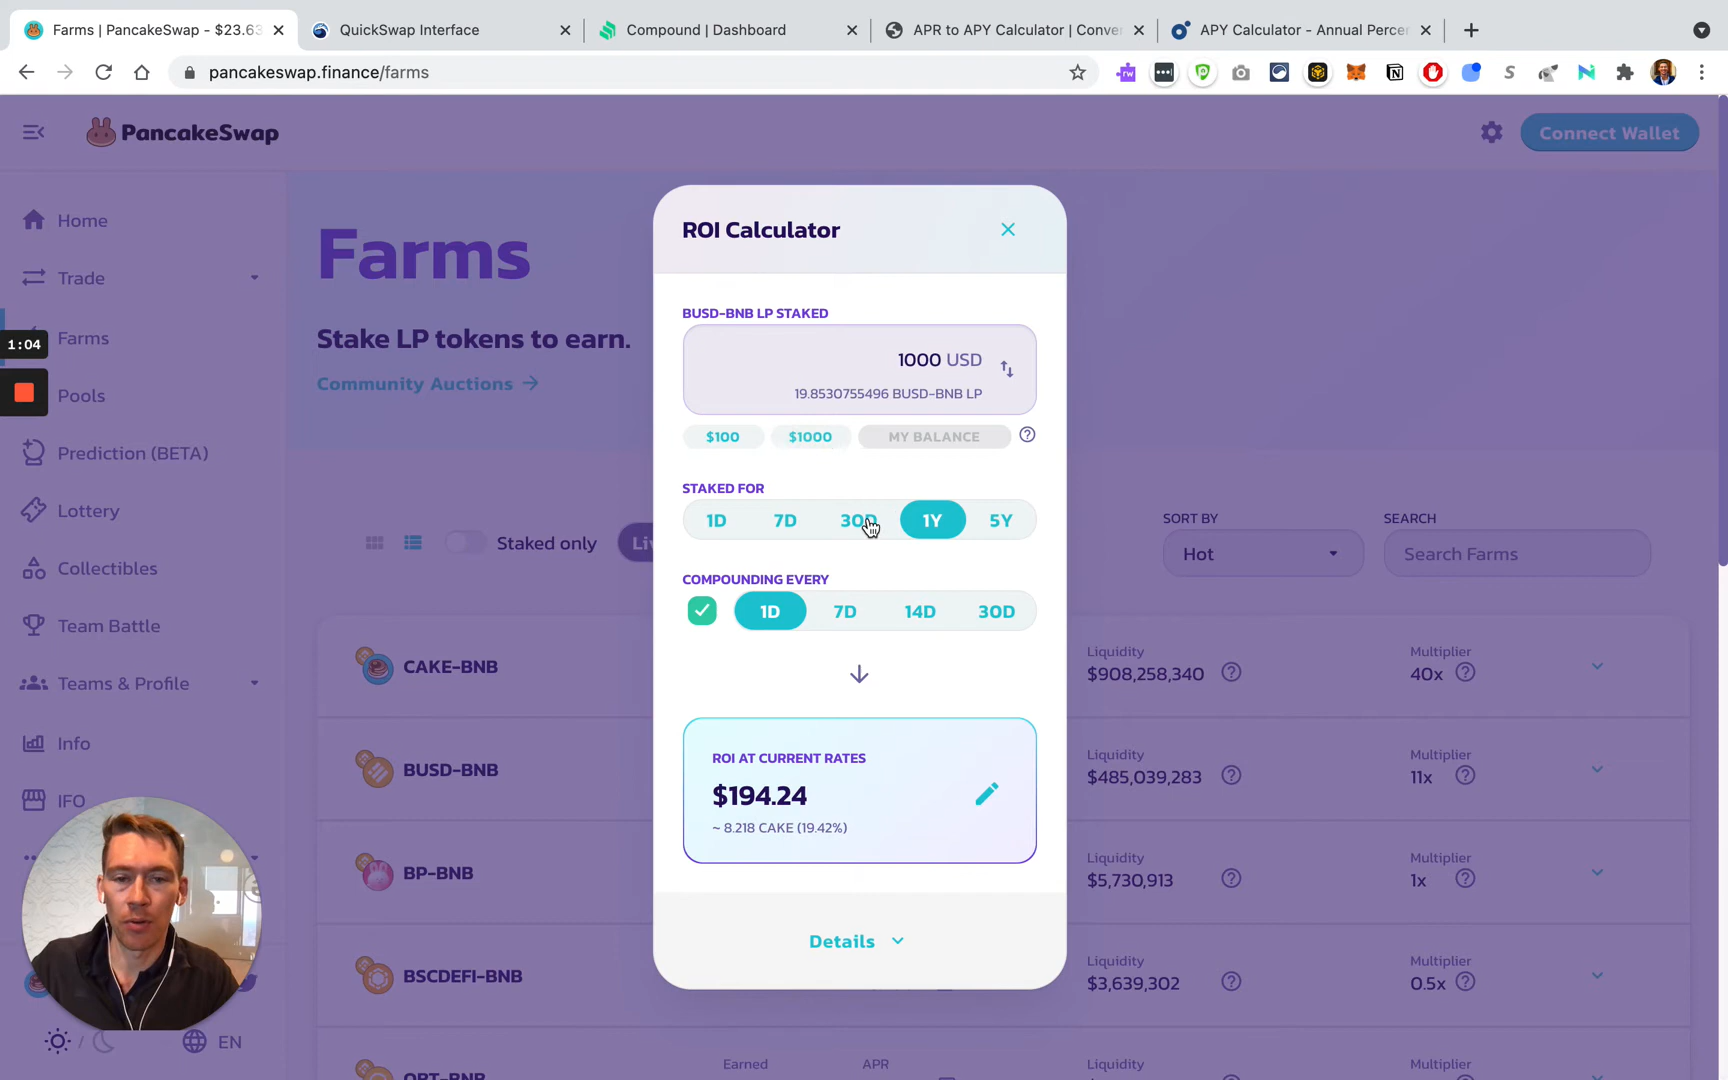 Farms | PancakeSwap - $23.63
QuickSwap Interface
Compound | Dashboard
APR to APY Calculator | Conver
APY Calculator - Annual Percen
pancakeswap.finance/farms
PancakeSwap
Connect Wallet
Home
Trade
Farms
1:04
Pools
Prediction (BETA)
Lottery
Collectibles
Team Battle
Teams & Profile
Info
IFO
EN
Farms
Stake LP tokens to earn.
Community Auctions
Staked only
Li
SORT BY
Hot
SEARCH
Search Farms
CAKE-BNB
Liquidity
$908,258,340
Multiplier
40x
BUSD-BNB
Liquidity
$485,039,283
Multiplier
11x
BP-BNB
Liquidity
$5,730,913
Multiplier
1x
BSCDEFI-BNB
Liquidity
$3,639,302
Multiplier
0.5x
Earned
APR
Liquidity
Multiplier
ROI Calculator
BUSD-BNB LP STAKED
1000 USD
19.8530755496 BUSD-BNB LP
$100
$1000
MY BALANCE
STAKED FOR
1D 7D 30D 1Y 5Y
COMPOUNDING EVERY
1D 7D 14D 30D
ROI AT CURRENT RATES
$194.24
~ 8.218 CAKE (19.42%)
Details